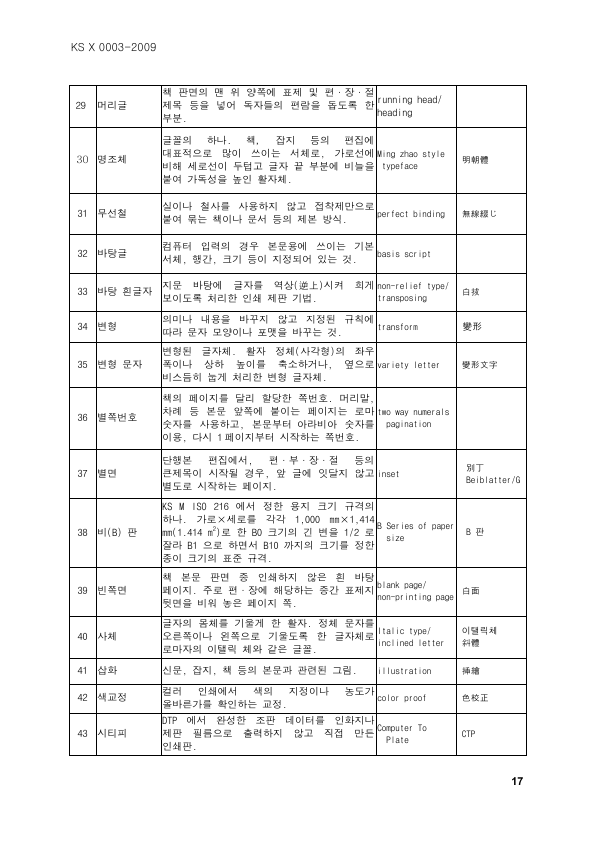 KS X 0003-2009
29 머리글 책 판면의 맨 위 양쪽에 표제 및 편·장·절 running head/
제목 등을 넣어 독자들의 편람을 돕도록 한 heading
부분.
30 명조체 글꼴의 하나. 책, 잡지 등의 편집에
대표적으로 많이 쓰이는 서체로, 가로선에 Ming zhao style 明朝體
비해 세로선이 두텁고 글자 끝 부분에 비늘을 typeface
붙여 가독성을 높인 활자체.
31 무선철 실이나 철사를 사용하지 않고 접착제만으로 perfect binding 無線綴じ
붙여 묶는 책이나 문서 등의 제본 방식.
32 바탕글 컴퓨터 입력의 경우 본문용에 쓰이는 기본 basis script
서체, 행간, 크기 등이 지정되어 있는 것.
33 바탕 흰글자 지문 바탕에 글자를 역상(逆上)시켜 희게 non-relief type/ 白拔
보이도록 처리한 인쇄 제판 기법. transposing
34 변형 의미나 내용을 바꾸지 않고 지정된 규칙에 transform 變形
따라 문자 모양이나 포맷을 바꾸는 것.
35 변형 문자 변형된 글자체. 활자 정체(사각형)의 좌우
폭이나 상하 높이를 축소하거나, 옆으로 variety letter 變形文字
비스듬히 눕게 처리한 변형 글자체.
36 별쪽번호 책의 페이지를 달리 할당한 쪽번호. 머리말,
차례 등 본문 앞쪽에 붙이는 페이지는 로마 two way numerals
숫자를 사용하고, 본문부터 아라비아 숫자를 pagination
이용, 다시 1페이지부터 시작하는 쪽번호.
37 별면 단행본 편집에서, 편·부·장·절 등의 別丁
큰제목이 시작될 경우, 앞 글에 잇달지 않고 inset Beiblatter/G
별도로 시작하는 페이지.
38 비(B) 판 KS M ISO 216 에서 정한 용지 크기 규격의
하나. 가로×세로를 각각 1,000 mm×1,414
mm(1.414 m²)로 한 B0 크기의 긴 변을 1/2 로 B Series of paper B 판
잘라 B1 으로 하면서 B10 까지의 크기를 정한 size
종이 크기의 표준 규격.
39 빈쪽면 책 본문 판면 중 인쇄하지 않은 흰 바탕 blank page/ 白面
페이지. 주로 편·장에 해당하는 중간 표제지 non-printing page
뒷면을 비워 놓은 페이지 쪽.
40 사체 글자의 몸체를 기울게 한 활자. 정체 문자를 Italic type/ 이탤릭체
오른쪽이나 왼쪽으로 기울도록 한 글자체로 inclined letter 斜體
로마자의 이탤릭 체와 같은 글꼴.
41 삽화 신문, 잡지, 책 등의 본문과 관련된 그림. illustration 挿繪
42 색교정 컬러 인쇄에서 색의 지정이나 농도가 color proof 色校正
올바른가를 확인하는 교정.
43 시티피 DTP 에서 완성한 조판 데이터를 인화지나 Computer To CTP
제판 필름으로 출력하지 않고 직접 만든 Plate
인쇄판.
17